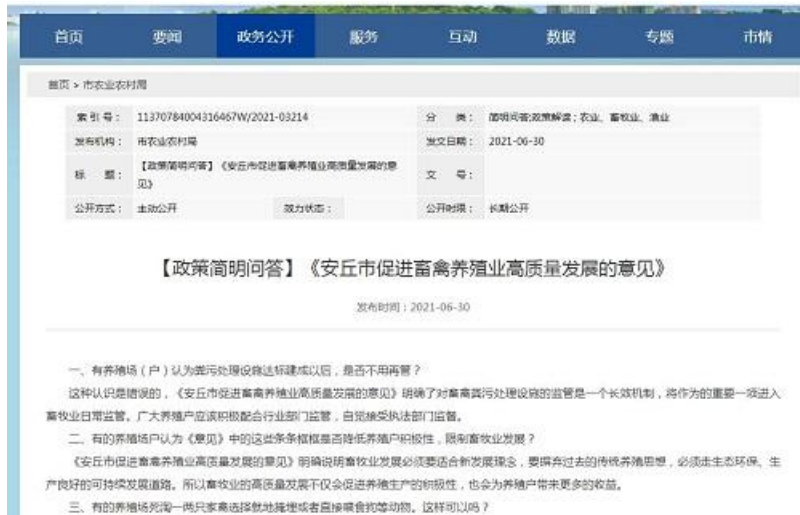 首页 要闻 政务公开 服务 互动 数据 专题 市情
首页 > 市农业农村局
索引号： 11370784004316467W/2021-03214 分 类： 简明问答;政策解读；农业、畜牧业、渔业
发布机构： 市农业农村局 发文日期： 2021-06-30
标 题： 【政策简明问答】《安丘市促进畜禽养殖业高质量发展的意见》 文 号：
公开方式： 主动公开 效力状态： 公开时限： 长期公开
【政策简明问答】《安丘市促进畜禽养殖业高质量发展的意见》
发布时间：2021-06-30
一、有养殖场（户）认为粪污处理设施达标建成以后，是否不用再管？
这种认识是错误的，《安丘市促进畜禽养殖业高质量发展的意见》明确了对畜禽粪污处理设施的监管是一个长效机制，将作为的重要一项进入
畜牧业日常监管。广大养殖户应该积极配合行业部门监管，自觉接受执法部门监督。
二、有的养殖场户认为《意见》中的这些条条框框是否降低养殖户积极性，限制畜牧业发展？
《安丘市促进畜禽养殖业高质量发展的意见》明确说明畜牧业发展必须要适合新发展理念，要摒弃过去的传统养殖思想，必须走生态环保、生
产良好的可持续发展道路。所以畜牧业的高质量发展不仅会促进养殖生产的积极性，也会为养殖户带来更多的收益。
三、有的养殖场死淘一两只家禽选择就地掩埋或者直接喂食狗等动物。这样可以吗？